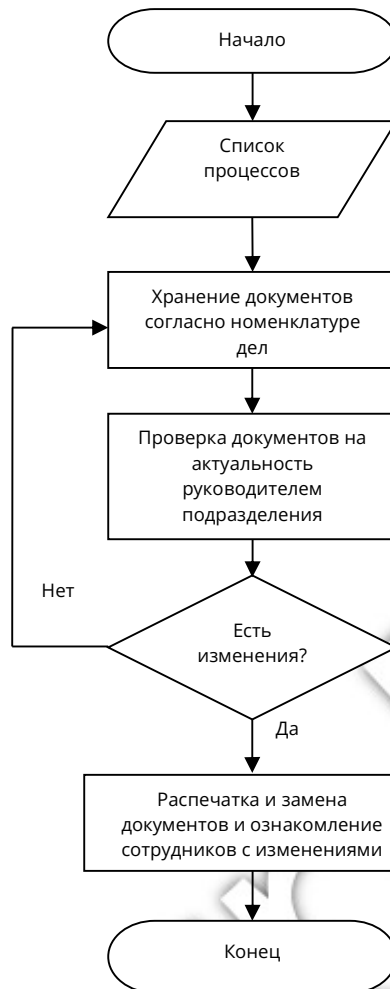 Начало
Список
процессов
Хранение документов
согласно номенклатуре
дел
Проверка документов на
актуальность
руководителем
подразделения
Нет
Есть
изменения?
Да
Распечатка и замена
документов и ознакомление
сотрудников с изменениями
Конец